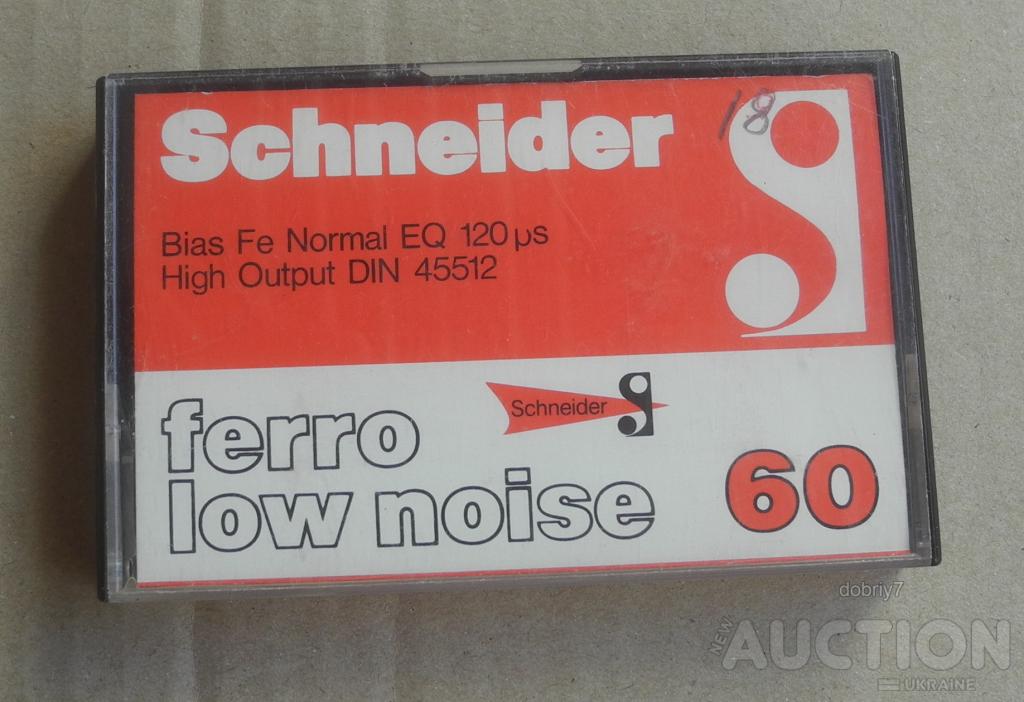 Schneider
18
Bias Fe Normal EQ 120 µs
High Output DIN 45512
Schneider
ferro
low noise
60
dobriy7
NEW AUCTION
UKRAINE